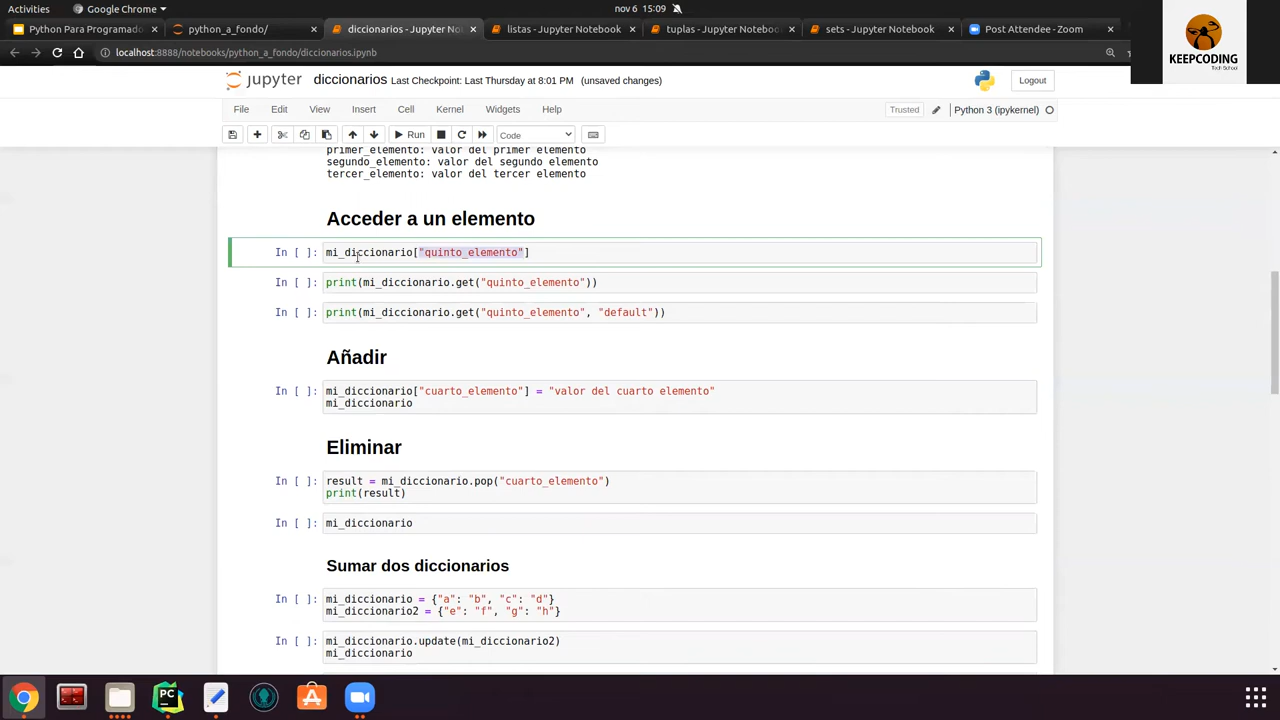 Activities
Google Chrome
nov 6 15:09
Python Para Programado
python_a_fondo/
diccionarios - Jupyter Not
listas - Jupyter Notebook
tuplas - Jupyter Notebook
sets - Jupyter Notebook
Post Attendee - Zoom
localhost:8888/notebooks/python_a_fondo/diccionarios.ipynb
KEEPCODING
Tech School
jupyter
diccionarios Last Checkpoint: Last Thursday at 8:01 PM (unsaved changes)
Logout
File Edit View Insert Cell Kernel Widgets Help
Trusted
Python 3 (ipykernel)
Run
Code
primer_elemento: valor del primer elemento
segundo_elemento: valor del segundo elemento
tercer_elemento: valor del tercer elemento
Acceder a un elemento
In [ ]: mi_diccionario["quinto_elemento"]
In [ ]: print(mi_diccionario.get("quinto_elemento"))
In [ ]: print(mi_diccionario.get("quinto_elemento", "default"))
Añadir
In [ ]: mi_diccionario["cuarto_elemento"] = "valor del cuarto elemento"
mi_diccionario
Eliminar
In [ ]: result = mi_diccionario.pop("cuarto_elemento")
print(result)
In [ ]: mi_diccionario
Sumar dos diccionarios
In [ ]: mi_diccionario = {"a": "b", "c": "d"}
mi_diccionario2 = {"e": "f", "g": "h"}
In [ ]: mi_diccionario.update(mi_diccionario2)
mi_diccionario